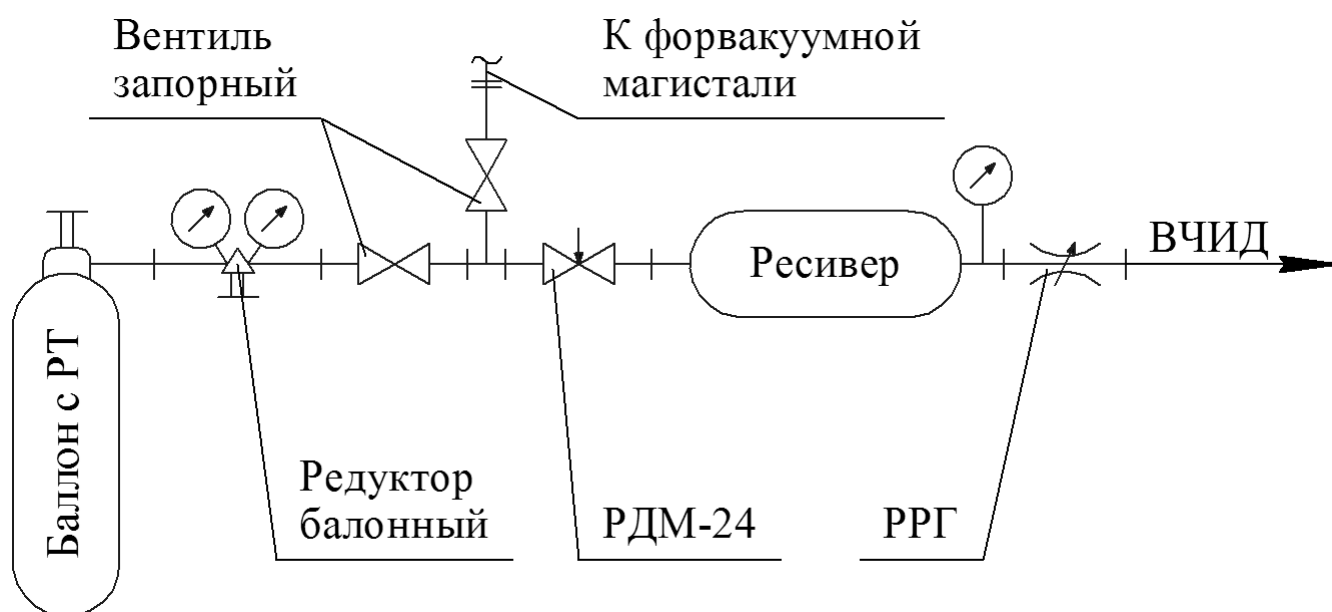 Вентиль
запорный
К форвакуумной
магистали
ВЧИД
Ресивер
Баллон с РТ
Редуктор
балонный
РДМ-24
РРГ